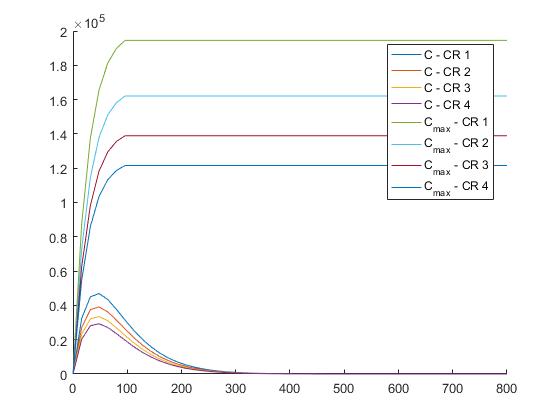 ×10⁵
2
1.8
1.6
1.4
1.2
1
0.8
0.6
0.4
0.2
0
0 100 200 300 400 500 600 700 800
C - CR 1
C - CR 2
C - CR 3
C - CR 4
Cmax - CR 1
Cmax - CR 2
Cmax - CR 3
Cmax - CR 4